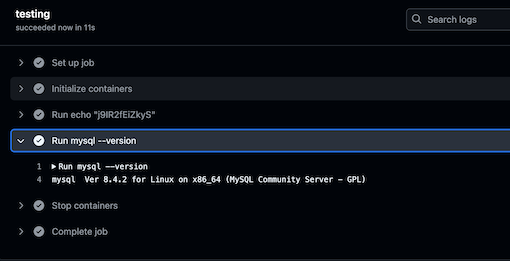 testing
succeeded now in 11s
Search logs
Set up job
Initialize containers
Run echo "j9IR2fEiZkyS"
Run mysql --version
1 Run mysql --version
4 mysql  Ver 8.4.2 for Linux on x86_64 (MySQL Community Server - GPL)
Stop containers
Complete job